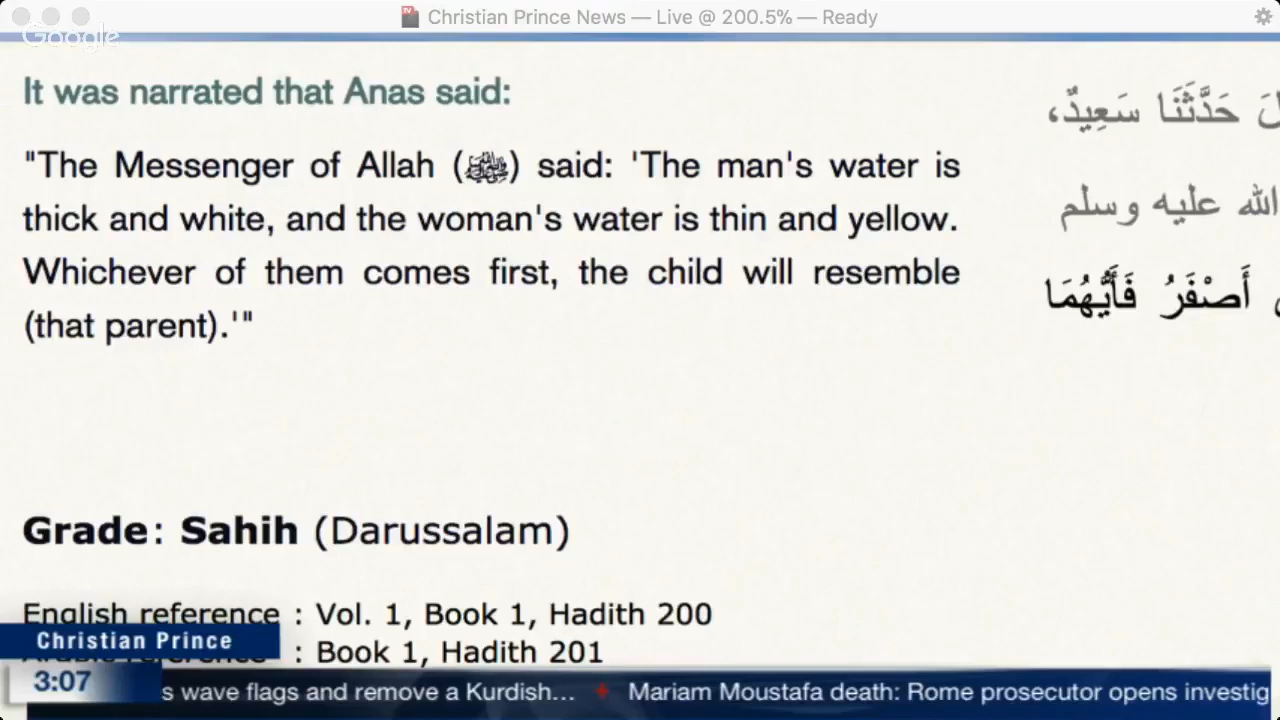 Christian Prince News — Live @ 200.5% — Ready
Google
It was narrated that Anas said:
"The Messenger of Allah (ﷺ) said: 'The man's water is
thick and white, and the woman's water is thin and yellow.
Whichever of them comes first, the child will resemble
(that parent).'"
حَدَّثَنَا سَعِيدٌ،
الله عليه وسلم
أَصْفَرُ فَأَيُّهُمَا
Grade: Sahih (Darussalam)
English reference : Vol. 1, Book 1, Hadith 200
: Book 1, Hadith 201
Christian Prince
3:07 s wave flags and remove a Kurdish... Mariam Moustafa death: Rome prosecutor opens investig